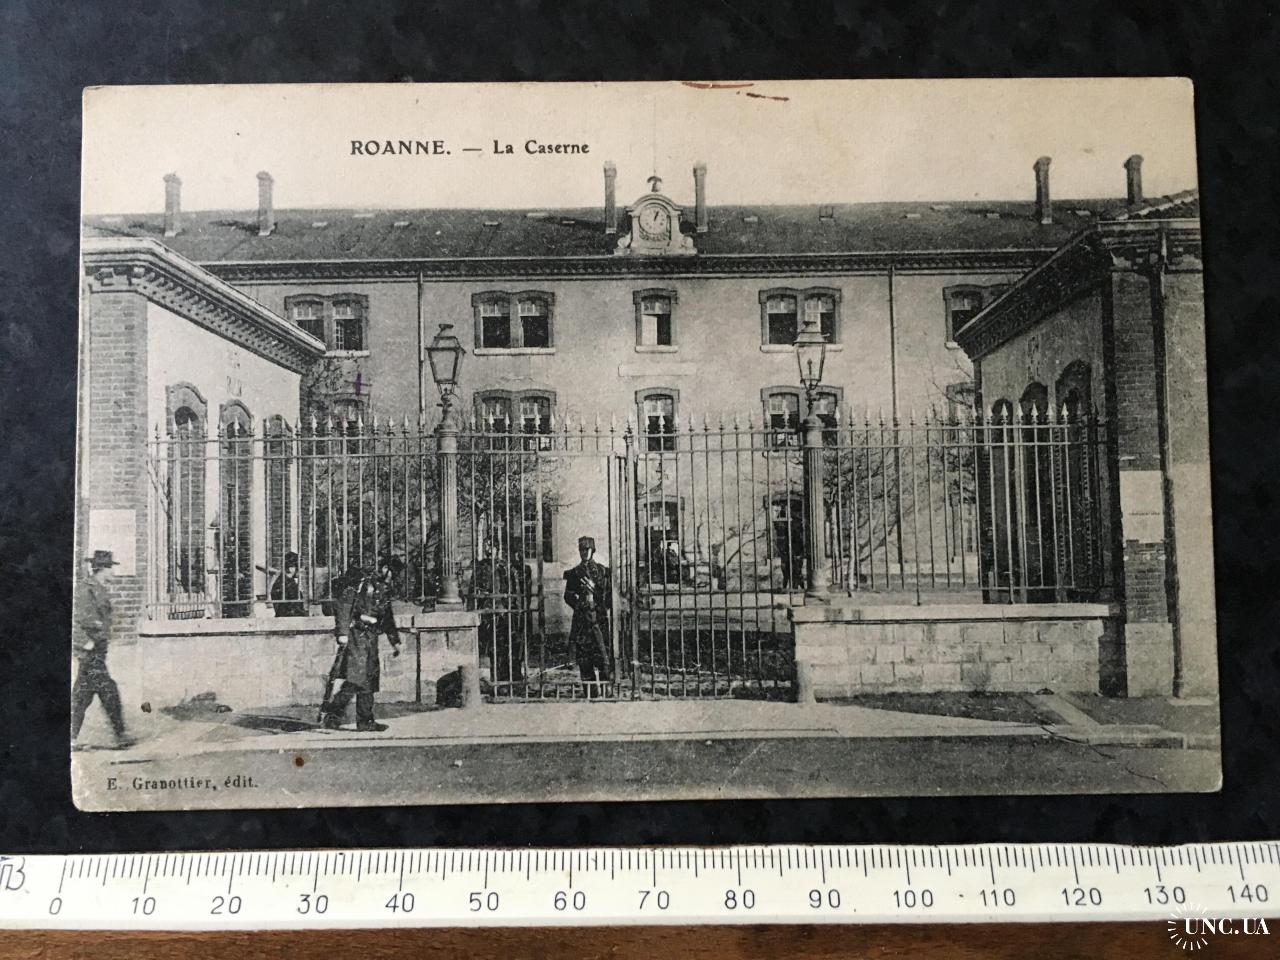 ROANNE. — La Caserne
E. Granottier, édit.
0 10 20 30 40 50 60 70 80 90 100 110 120 130 140
UNC.UA